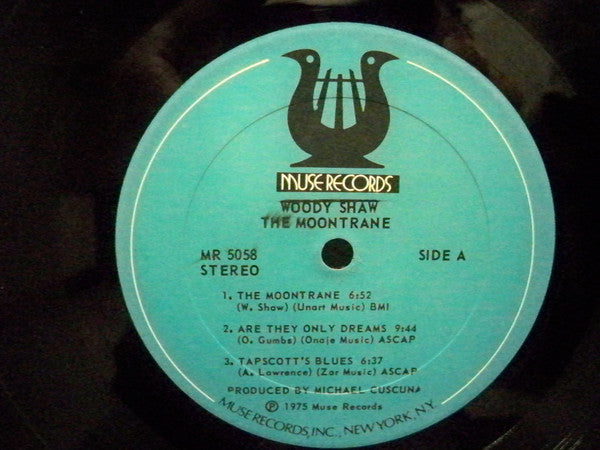 MUSE RECORDS
WOODY SHAW
THE MOONTRANE
MR 5058
STEREO
SIDE A
1. THE MOONTRANE 6:52
(W. Shaw) (Unart Music) BMI
2. ARE THEY ONLY DREAMS 9:44
(O. Gumbs) (Onaje Music) ASCAP
3. TAPSCOTT'S BLUES 6:37
(A. Lawrence) (Zar Music) ASCAP
PRODUCED BY MICHAEL CUSCUNA
℗ 1975 Muse Records
MUSE RECORDS, INC., NEW YORK, N.Y.